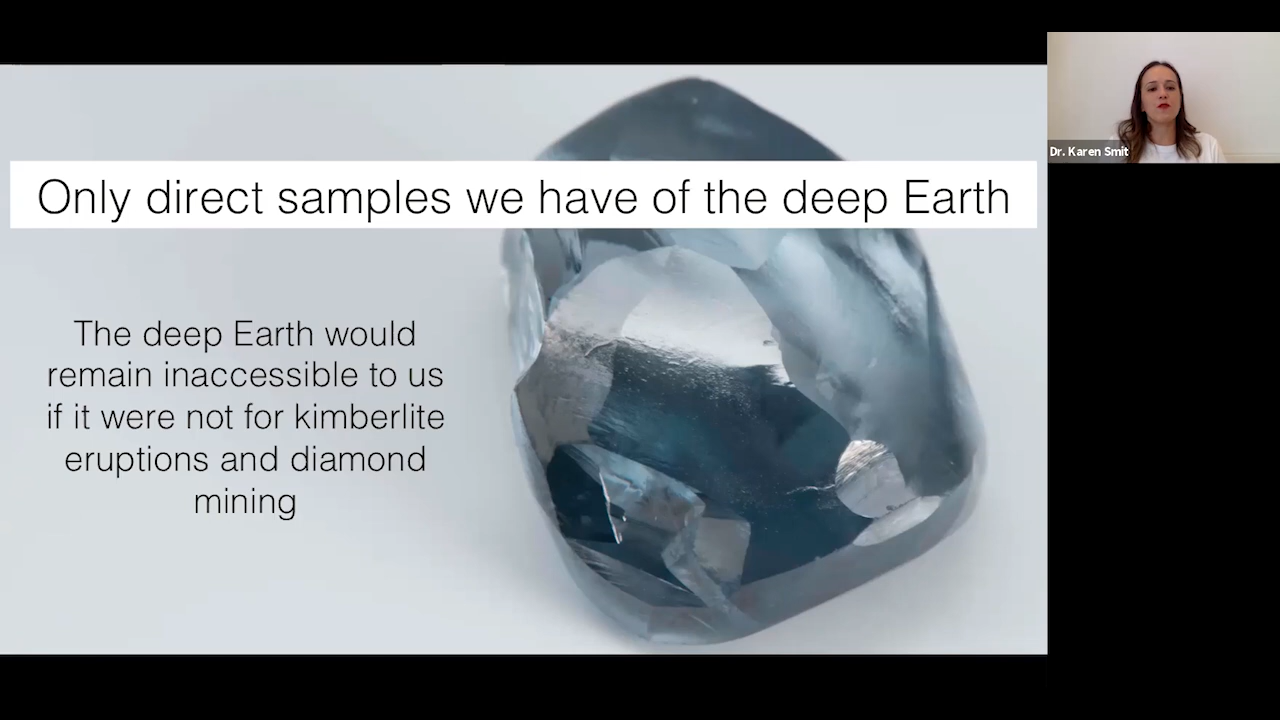 Only direct samples we have of the deep Earth
The deep Earth would
remain inaccessible to us
if it were not for kimberlite
eruptions and diamond
mining
Dr. Karen Smit